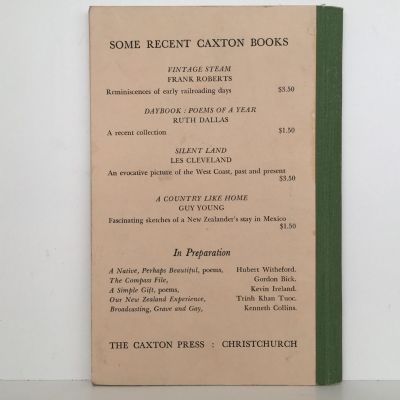 SOME RECENT CAXTON BOOKS
VINTAGE STEAM
FRANK ROBERTS
Reminiscences of early railroading days $3.50
DAYBOOK : POEMS OF A YEAR
RUTH DALLAS
A recent collection $1.50
SILENT LAND
LES CLEVELAND
An evocative picture of the West Coast, past and present
$3.50
A COUNTRY LIKE HOME
GUY YOUNG
Fascinating sketches of a New Zealander's stay in Mexico
$1.50
In Preparation
A Native, Perhaps Beautiful, poems, Hubert Witheford.
The Compass File, Gordon Bick.
A Simple Gift, poems, Kevin Ireland.
Our New Zealand Experience, Trinh Khan Tuoc.
Broadcasting, Grave and Gay, Kenneth Collins.
THE CAXTON PRESS : CHRISTCHURCH